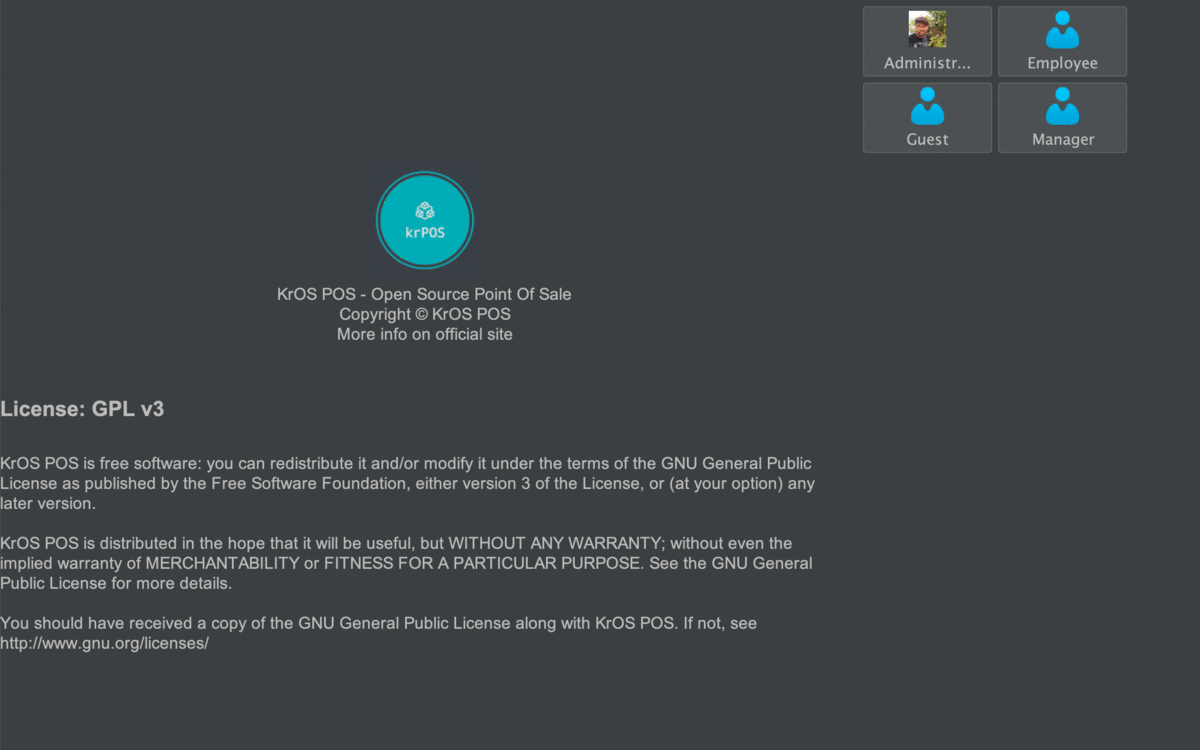 Administr...
Employee
Guest
Manager
krPOS
KrOS POS - Open Source Point Of Sale
Copyright © KrOS POS
More info on official site
License: GPL v3
KrOS POS is free software: you can redistribute it and/or modify it under the terms of the GNU General Public
License as published by the Free Software Foundation, either version 3 of the License, or (at your option) any
later version.
KrOS POS is distributed in the hope that it will be useful, but WITHOUT ANY WARRANTY; without even the
implied warranty of MERCHANTABILITY or FITNESS FOR A PARTICULAR PURPOSE. See the GNU General
Public License for more details.
You should have received a copy of the GNU General Public License along with KrOS POS. If not, see
http://www.gnu.org/licenses/